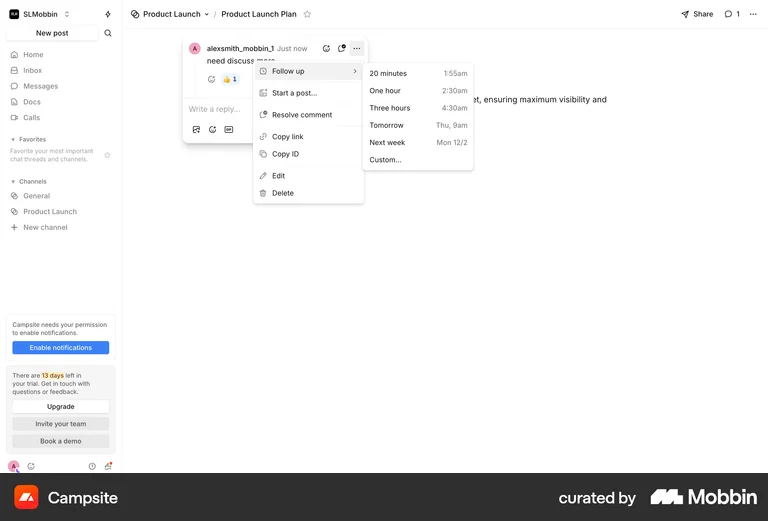 SLMobbin
New post
Home
Inbox
Messages
Docs
Calls
Favorites
Favorite your most important
chat threads and channels.
Channels
General
Product Launch
New channel
Campsite needs your permission
to enable notifications.
Enable notifications
There are 13 days left in
your trial. Get in touch with
questions or feedback.
Upgrade
Invite your team
Book a demo
A
Product Launch / Product Launch Plan
Share
1
A
alexsmith_mobbin_1 Just now
need discuss more
👍 1
Write a reply...
GIF
Follow up
Start a post...
Resolve comment
Copy link
Copy ID
Edit
Delete
20 minutes 1:55am
One hour 2:30am
Three hours 4:30am
Tomorrow Thu, 9am
Next week Mon 12/2
Custom...
et, ensuring maximum visibility and
Campsite
curated by Mobbin